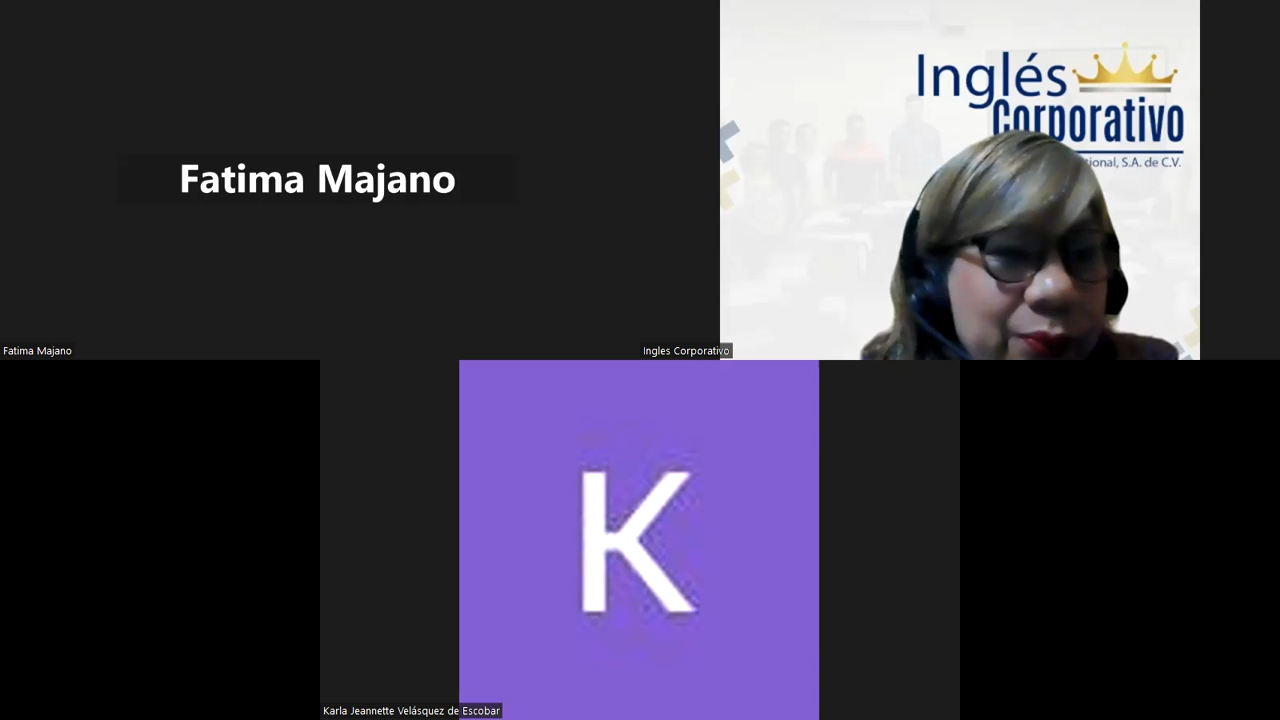 Fatima Majano
Inglés
Corporativo
tional, S.A. de C.V.
Fatima Majano
Ingles Corporativo
K
Karla Jeannette Velásquez de Escobar